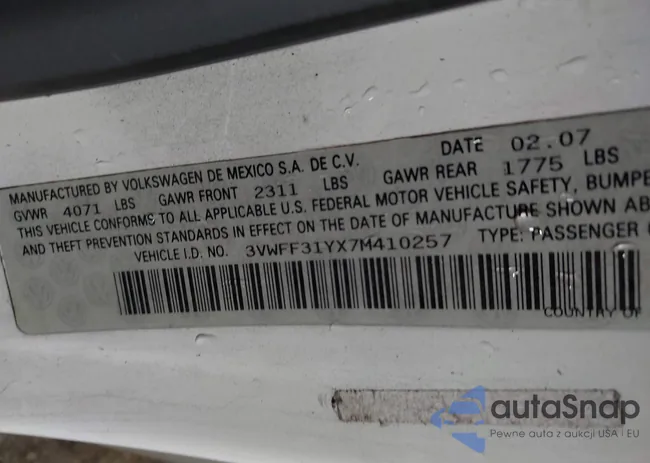 MANUFACTURED BY VOLKSWAGEN DE MEXICO S.A. DE C.V. DATE 02.07
GVWR 4071 LBS GAWR FRONT 2311 LBS GAWR REAR 1775 LBS
THIS VEHICLE CONFORMS TO ALL APPLICABLE U.S. FEDERAL MOTOR VEHICLE SAFETY, BUMPE
AND THEFT PREVENTION STANDARDS IN EFFECT ON THE DATE OF MANUFACTURE SHOWN AB
VEHICLE I.D. NO. 3VWFF31YX7M410257 TYPE: PASSENGER
COUNTRY OF
autaSnap
Pewne auta z aukcji USA i EU